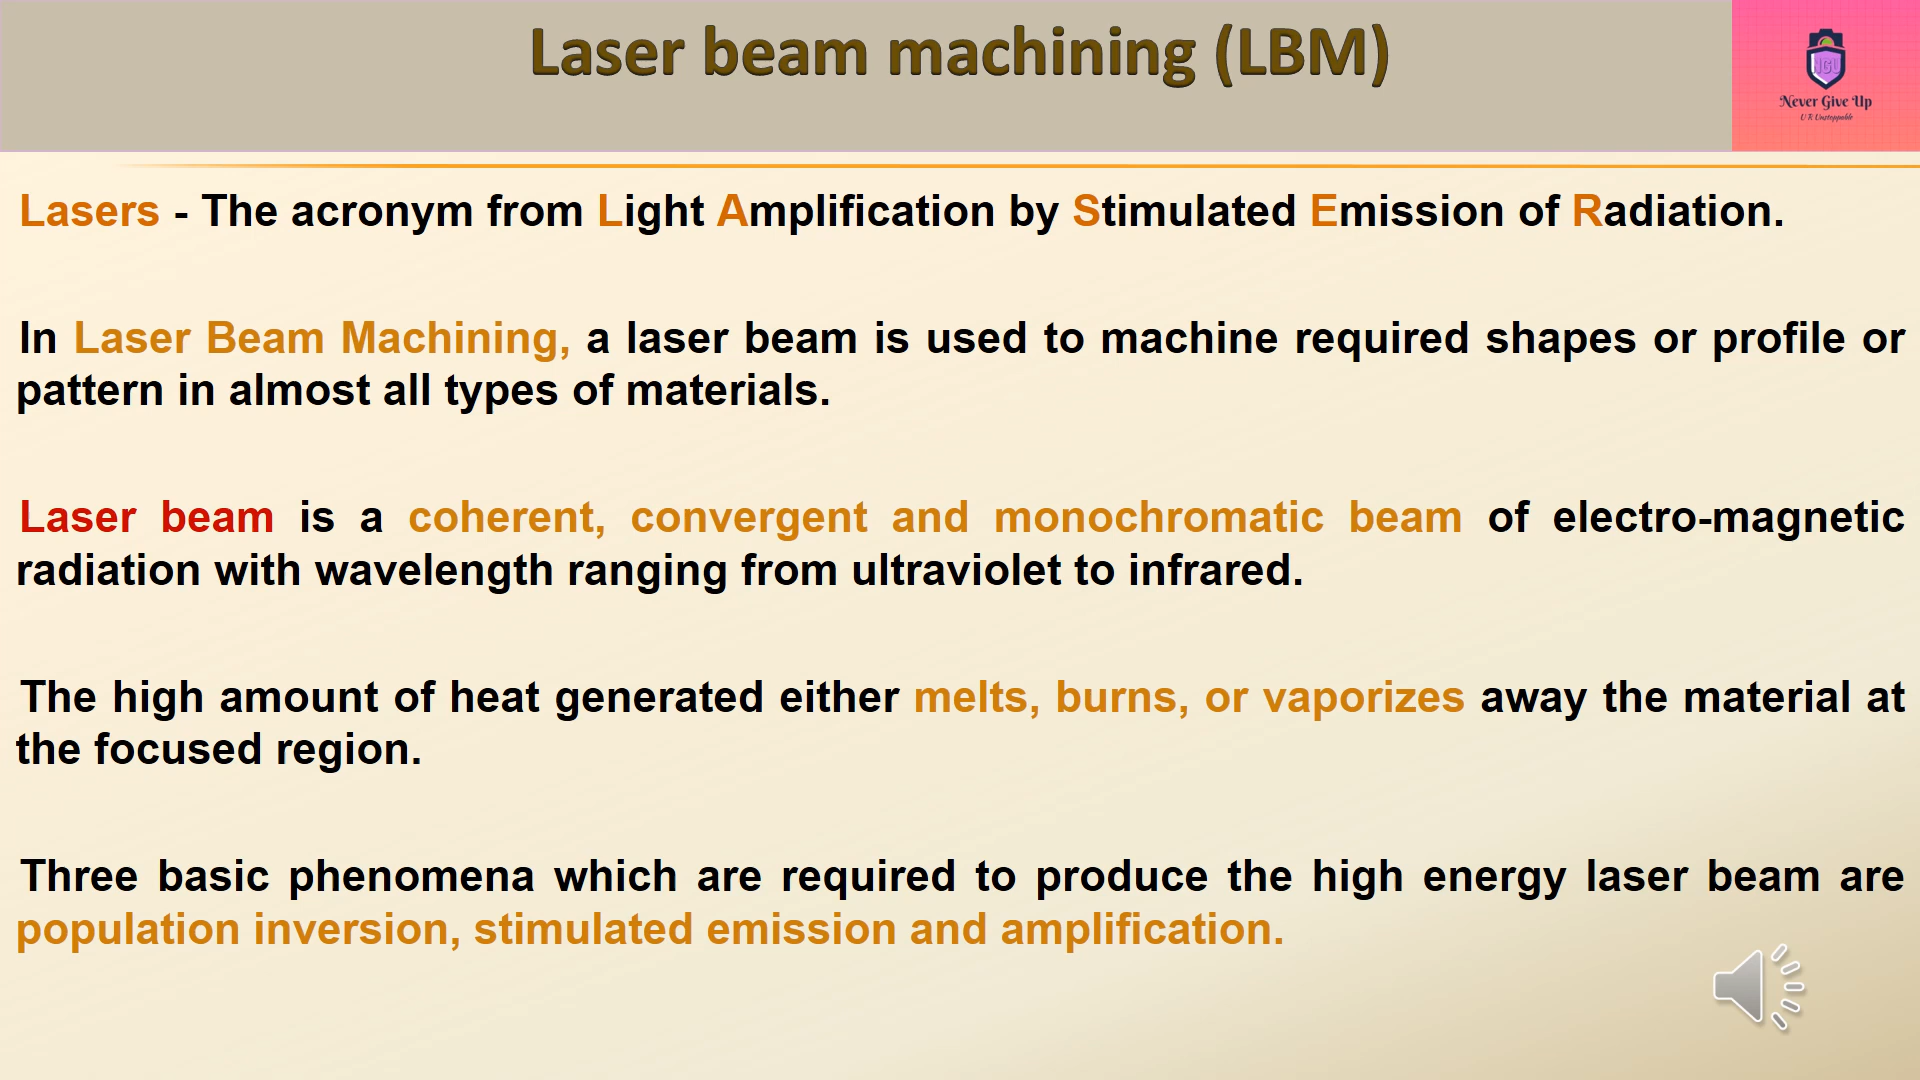 Laser beam machining (LBM)
NGU
Never Give Up
U R Unstoppable
Lasers - The acronym from Light Amplification by Stimulated Emission of Radiation.
In Laser Beam Machining, a laser beam is used to machine required shapes or profile or
pattern in almost all types of materials.
Laser beam is a coherent, convergent and monochromatic beam of electro-magnetic
radiation with wavelength ranging from ultraviolet to infrared.
The high amount of heat generated either melts, burns, or vaporizes away the material at
the focused region.
Three basic phenomena which are required to produce the high energy laser beam are
population inversion, stimulated emission and amplification.